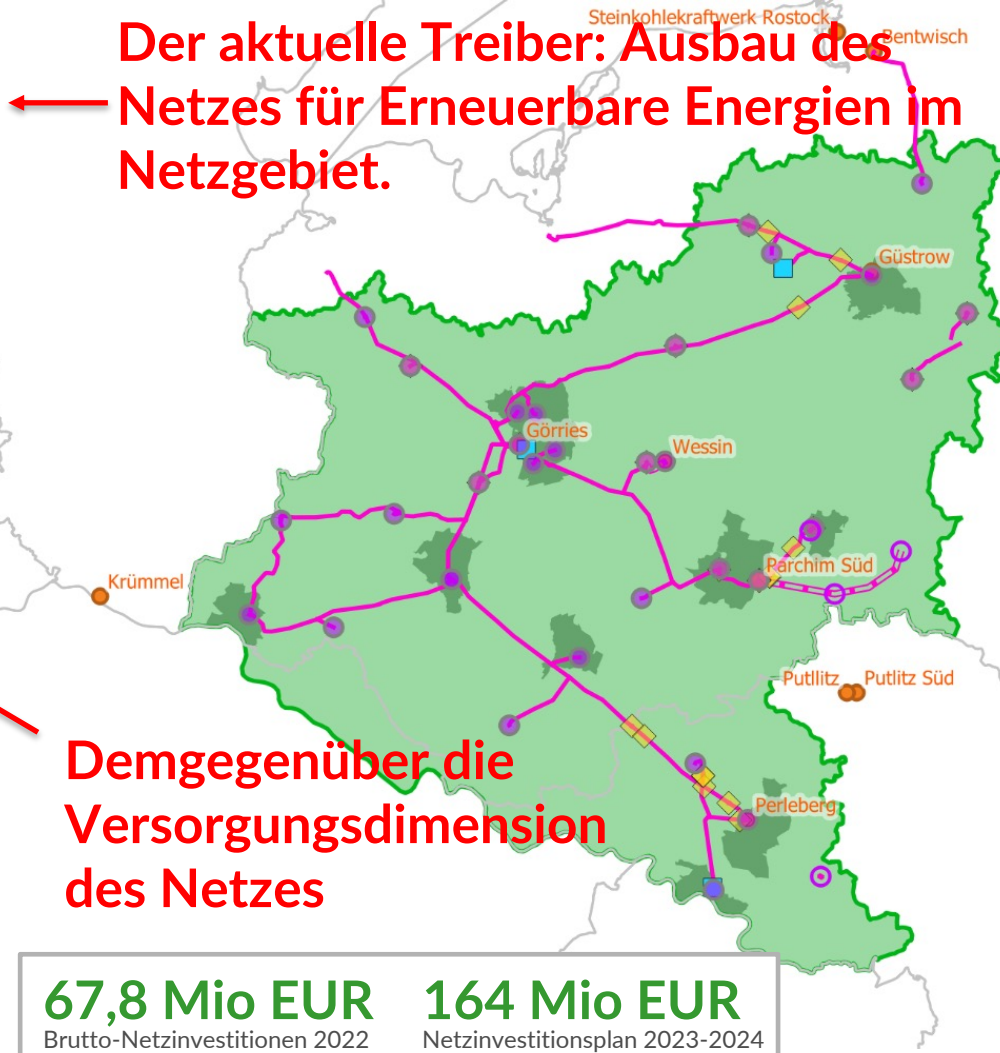 Steinkohlekraftwerk Rostock
Der aktuelle Treiber: Ausbau des
Bentwisch
Netzes für Erneuerbare Energien im
Netzgebiet.
Güstrow
Görries
Wessin
Parchim Süd
Krümmel
Putllitz
Putlitz Süd
Demgegenüber die
Versorgungsdimension
des Netzes
Perleberg
67,8 Mio EUR
Brutto-Netzinvestitionen 2022
164 Mio EUR
Netzinvestitionsplan 2023-2024